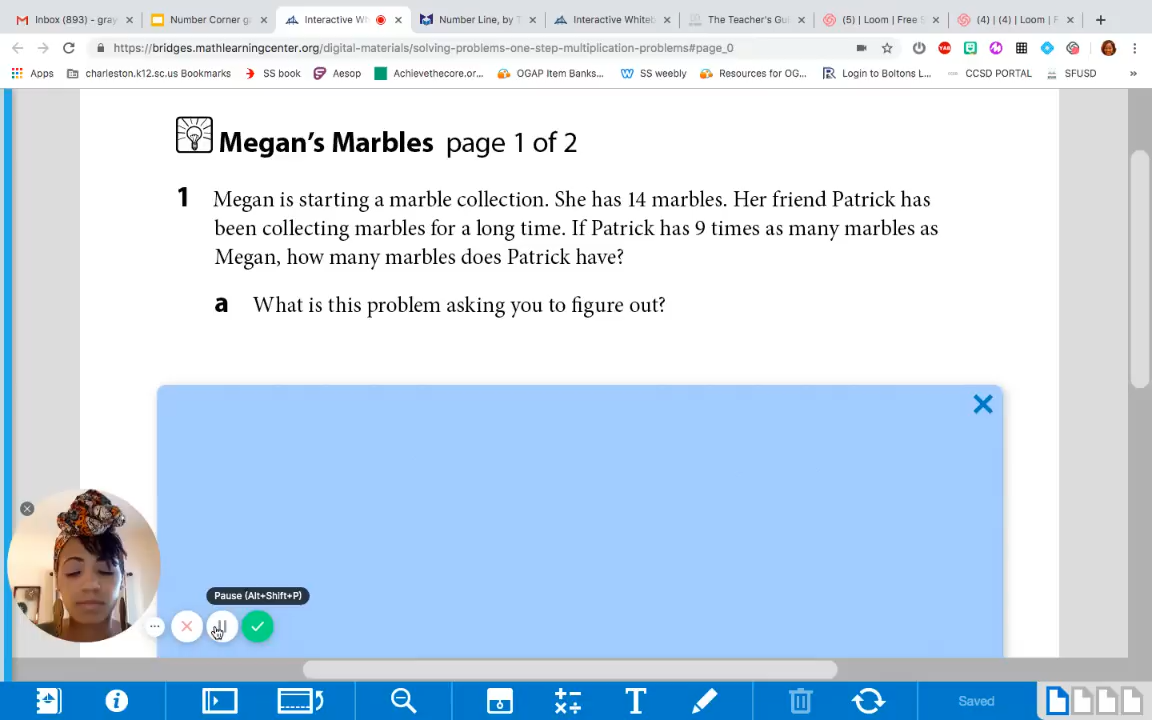 Inbox (893) - gray
Number Corner g
Interactive W
Number Line, by T
Interactive White
The Teacher's Gu
(5) | Loom | Free S
(4) | (4) | Loom | F
https://bridges.mathlearningcenter.org/digital-materials/solving-problems-one-step-multiplication-problems#page_0
Apps
charleston.k12.sc.us Bookmarks
SS book
Aesop
Achievethecore.or...
OGAP Item Banks...
SS weekly
Resources for OG...
Login to Boltons L...
CCSD PORTAL
SFUSD
»
Megan's Marbles page 1 of 2
1 Megan is starting a marble collection. She has 14 marbles. Her friend Patrick has
been collecting marbles for a long time. If Patrick has 9 times as many marbles as
Megan, how many marbles does Patrick have?
a What is this problem asking you to figure out?
Pause (Alt+Shift+P)
T
Saved